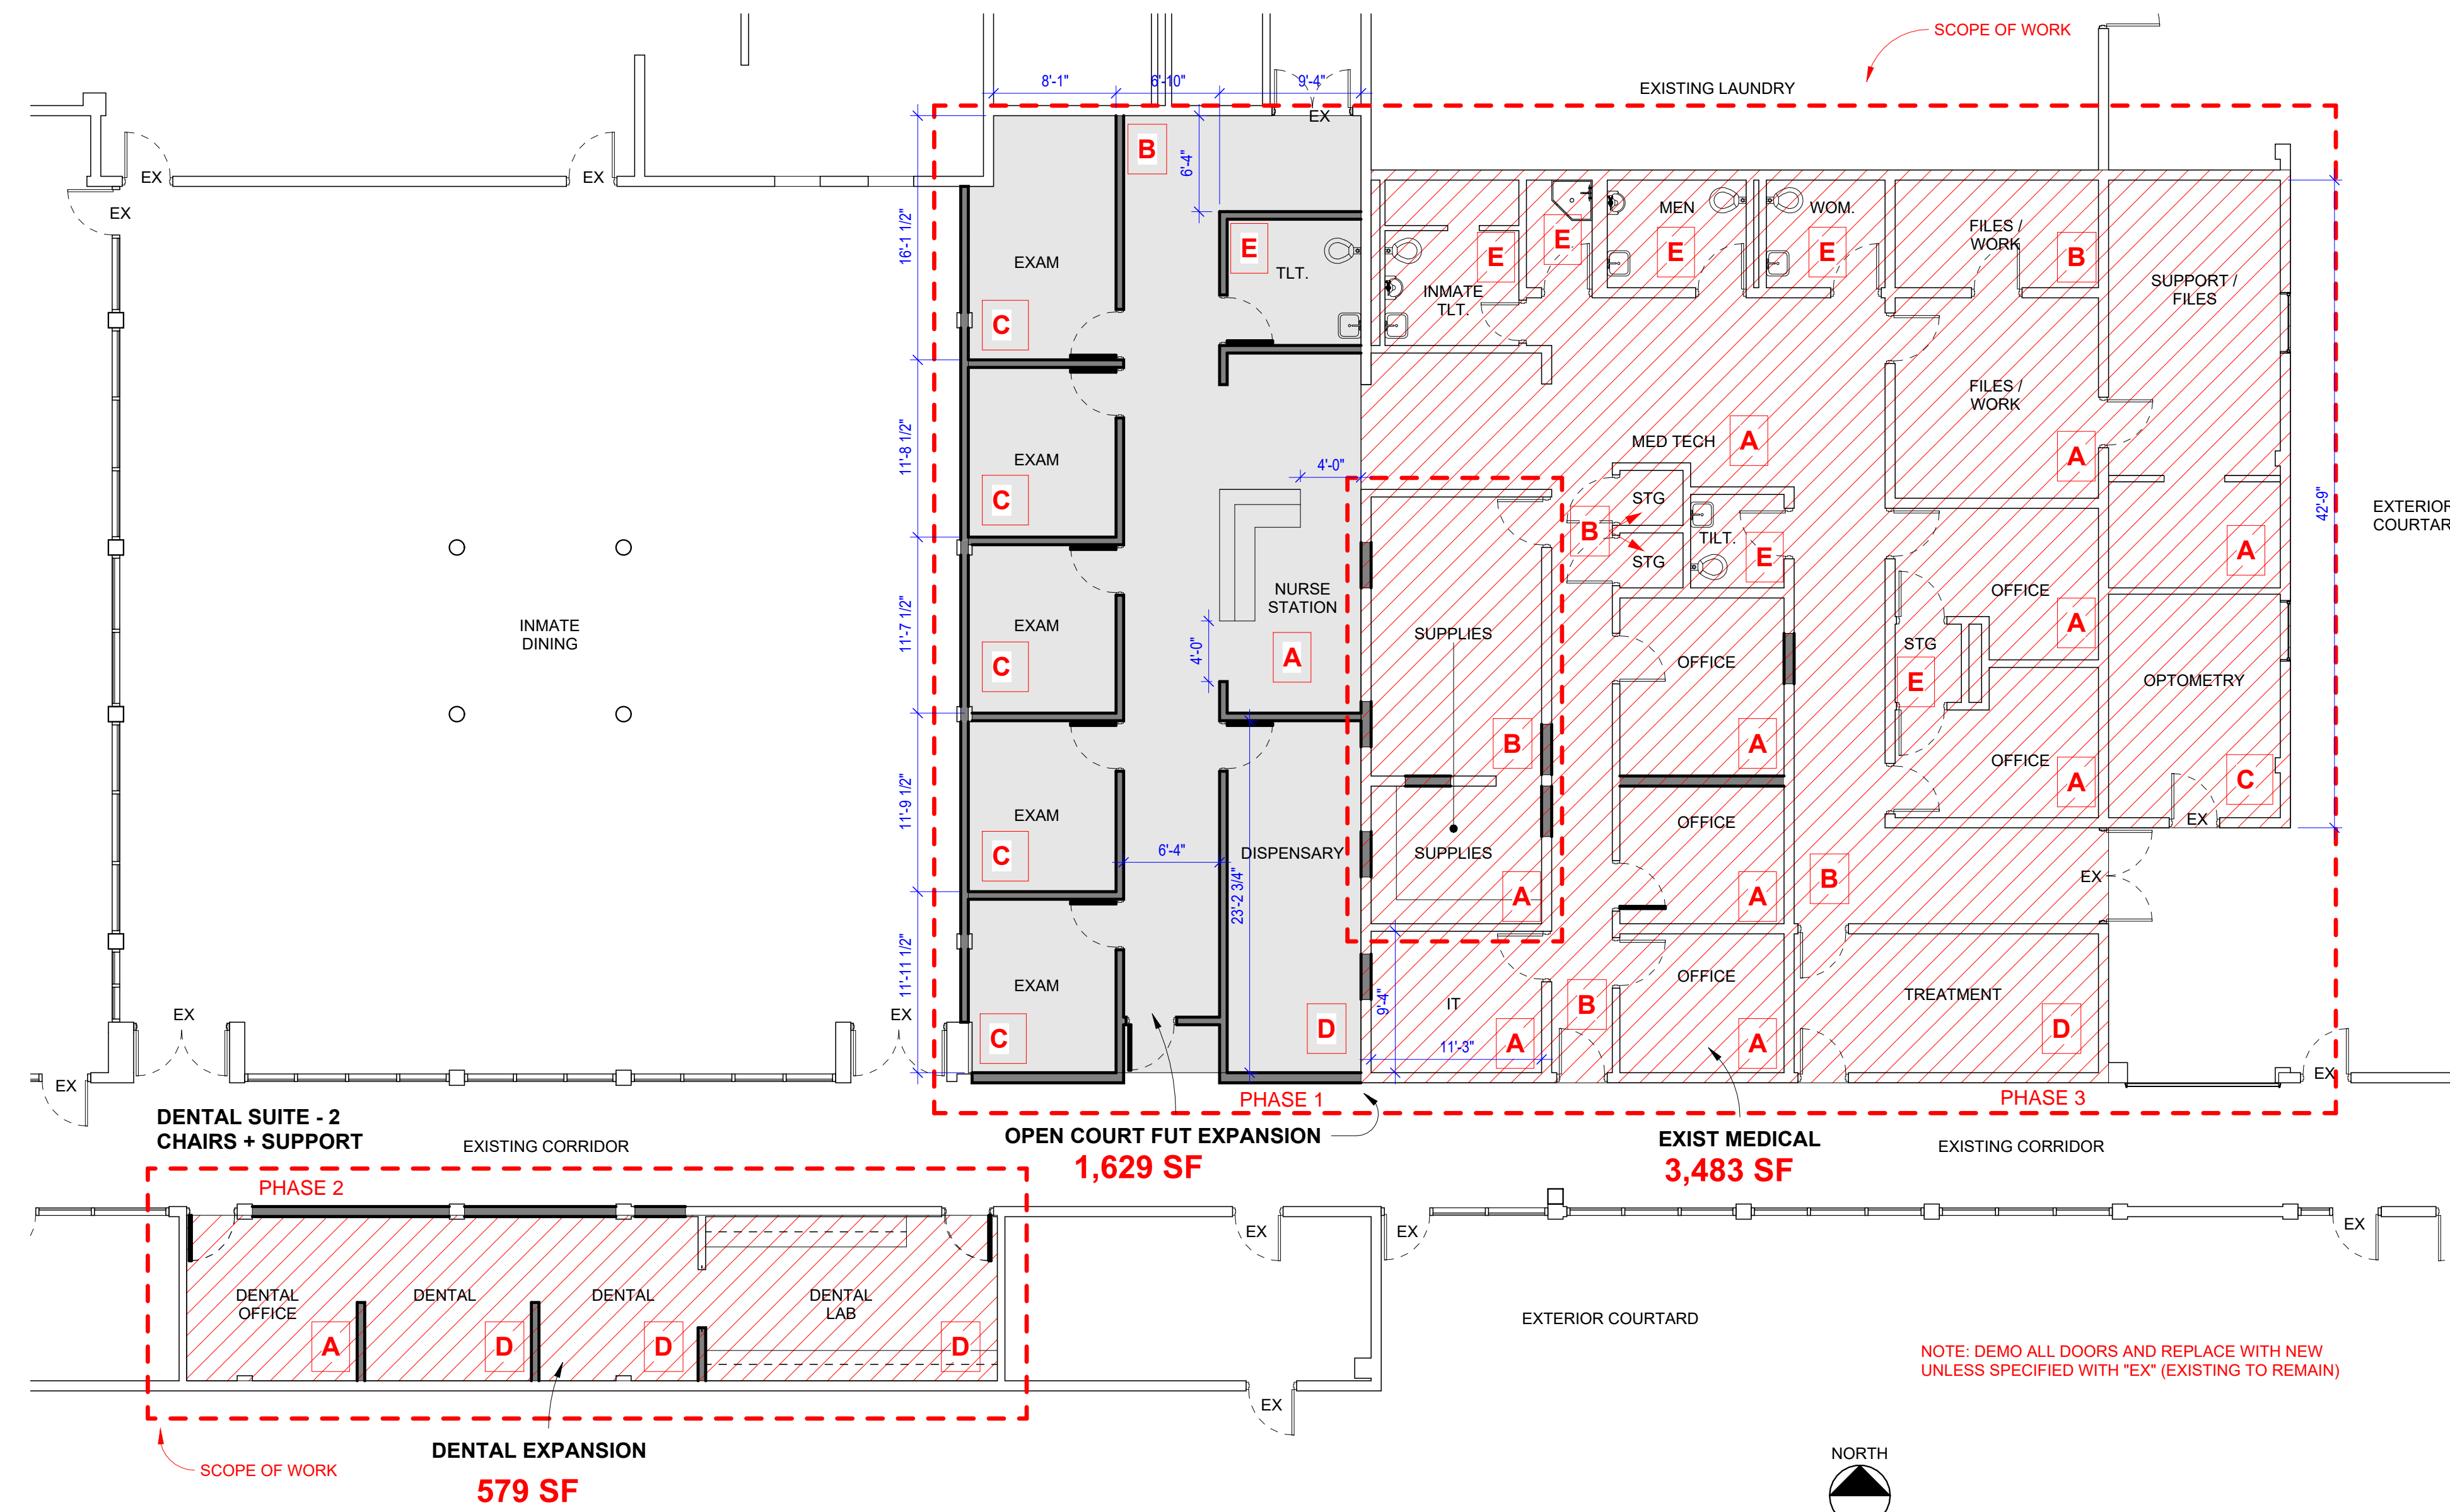 SCOPE OF WORK
EXISTING LAUNDRY
8'-1"
6'-10"
9'-4"
EX
B
6'-4"
EX
EX
EX
16'-1 1/2"
EXAM
C
E
TLT.
INMATE
TLT.
E
E
MEN
E
WOM.
E
FILES /
WORK
B
SUPPORT /
FILES
11'-8 1/2"
EXAM
C
4'-0"
MED TECH
A
FILES /
WORK
A
STG
B
STG
TILT.
E
A
42'-9"
EXTERIOR
COURTAR
INMATE
DINING
11'-7 1/2"
EXAM
C
NURSE
STATION
4'-0"
A
SUPPLIES
B
OFFICE
A
OFFICE
A
STG
E
OPTOMETRY
C
EX
OFFICE
A
11'-9 1/2"
EXAM
C
6'-4"
DISPENSARY
23'-2 3/4"
D
SUPPLIES
A
OFFICE
A
B
EX
11'-11 1/2"
EXAM
C
9'-4"
IT
A
11'-3"
B
OFFICE
A
TREATMENT
D
EX
EX
EX
EX
PHASE 1
PHASE 3
DENTAL SUITE - 2
CHAIRS + SUPPORT
EXISTING CORRIDOR
OPEN COURT FUT EXPANSION
1,629 SF
EXIST MEDICAL
3,483 SF
EXISTING CORRIDOR
PHASE 2
EX
EX
EX
DENTAL
OFFICE
A
DENTAL
D
DENTAL
D
DENTAL
LAB
D
EXTERIOR COURTARD
NOTE: DEMO ALL DOORS AND REPLACE WITH NEW
UNLESS SPECIFIED WITH "EX" (EXISTING TO REMAIN)
EX
DENTAL EXPANSION
579 SF
SCOPE OF WORK
NORTH